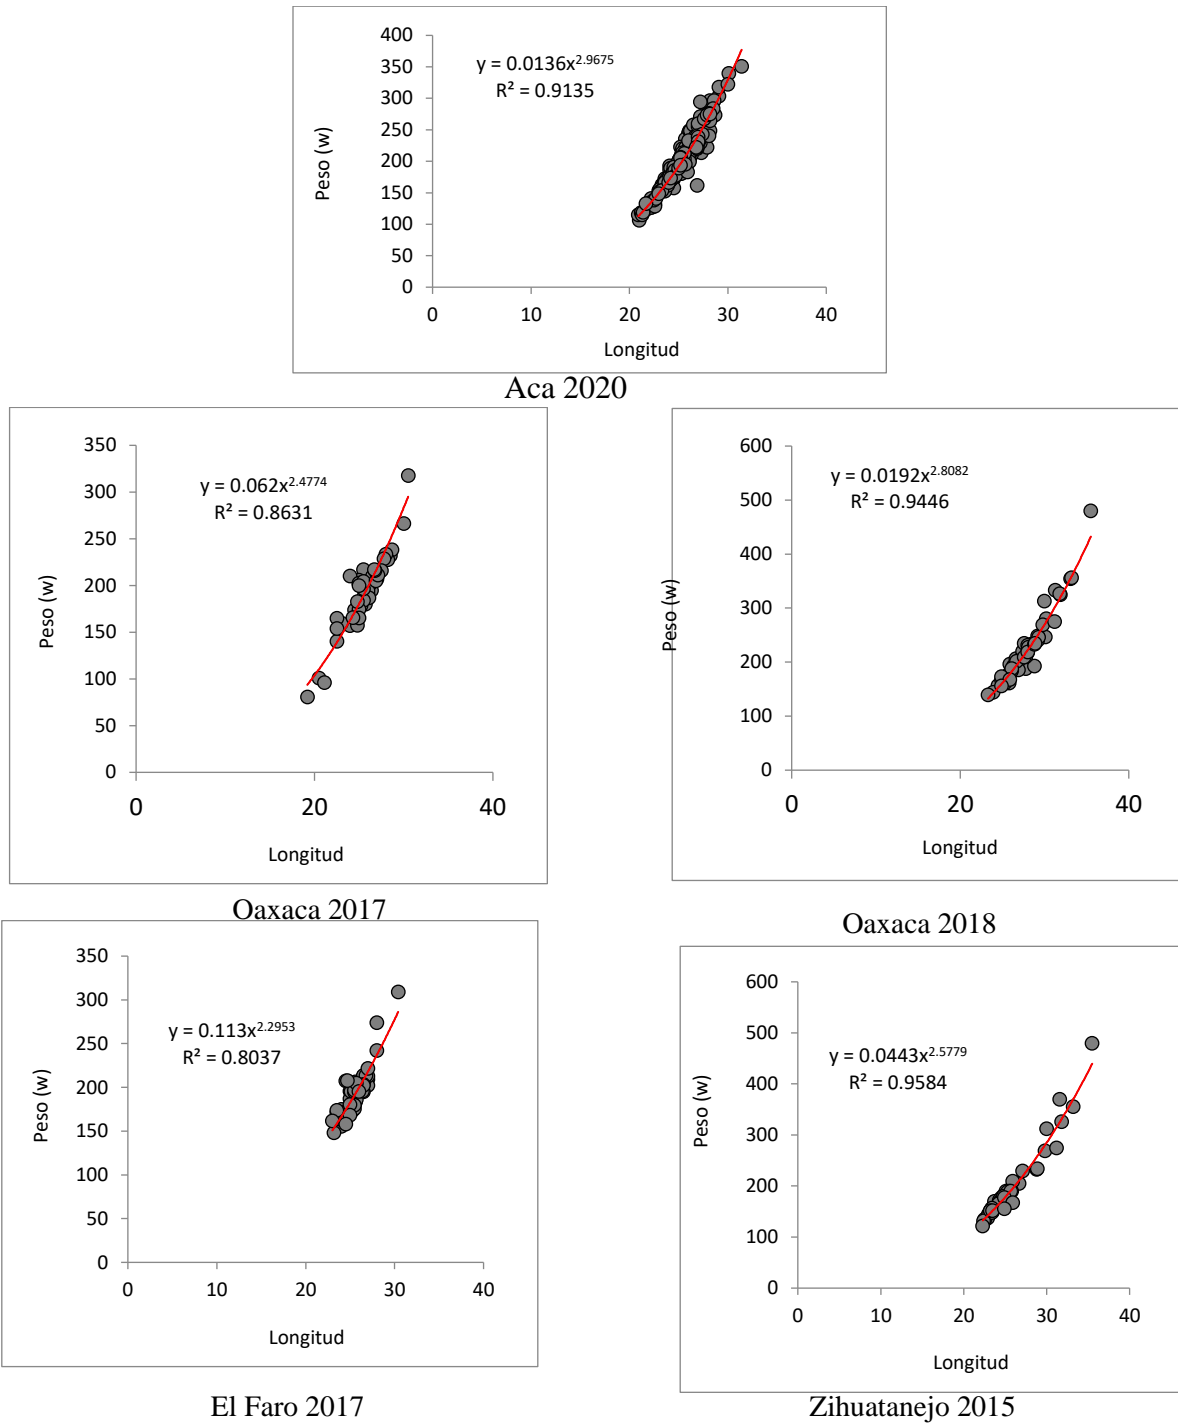 400
350
300
250
200
150
100
50
0
Peso (w)
y = 0.0136x^2.9675
R² = 0.9135
0 10 20 30 40
Longitud
Aca 2020
350
300
250
200
150
100
50
0
Peso (w)
y = 0.062x^2.4774
R² = 0.8631
0 20 40
Longitud
Oaxaca 2017
600
500
400
300
200
100
0
Peso (w)
y = 0.0192x^2.8082
R² = 0.9446
0 20 40
Longitud
Oaxaca 2018
350
300
250
200
150
100
50
0
Peso (w)
y = 0.113x^2.2953
R² = 0.8037
0 10 20 30 40
Longitud
El Faro 2017
600
500
400
300
200
100
0
Peso (w)
y = 0.0443x^2.5779
R² = 0.9584
0 10 20 30 40
Longitud
Zihuatanejo 2015